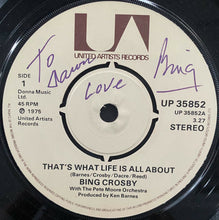 UA
UNITED ARTISTS RECORDS
To Dawn
Love
Bing
SIDE
1
Donna Music Ltd.
45 RPM
℗ 1975
United Artists
Records
UP 35852
UP 35852A
3.27
STEREO
THAT'S WHAT LIFE IS ALL ABOUT
(Barnes/Crosby/Dacre/Reed)
BING CROSBY
With The Pete Moore Orchestra
Produced by Ken Barnes